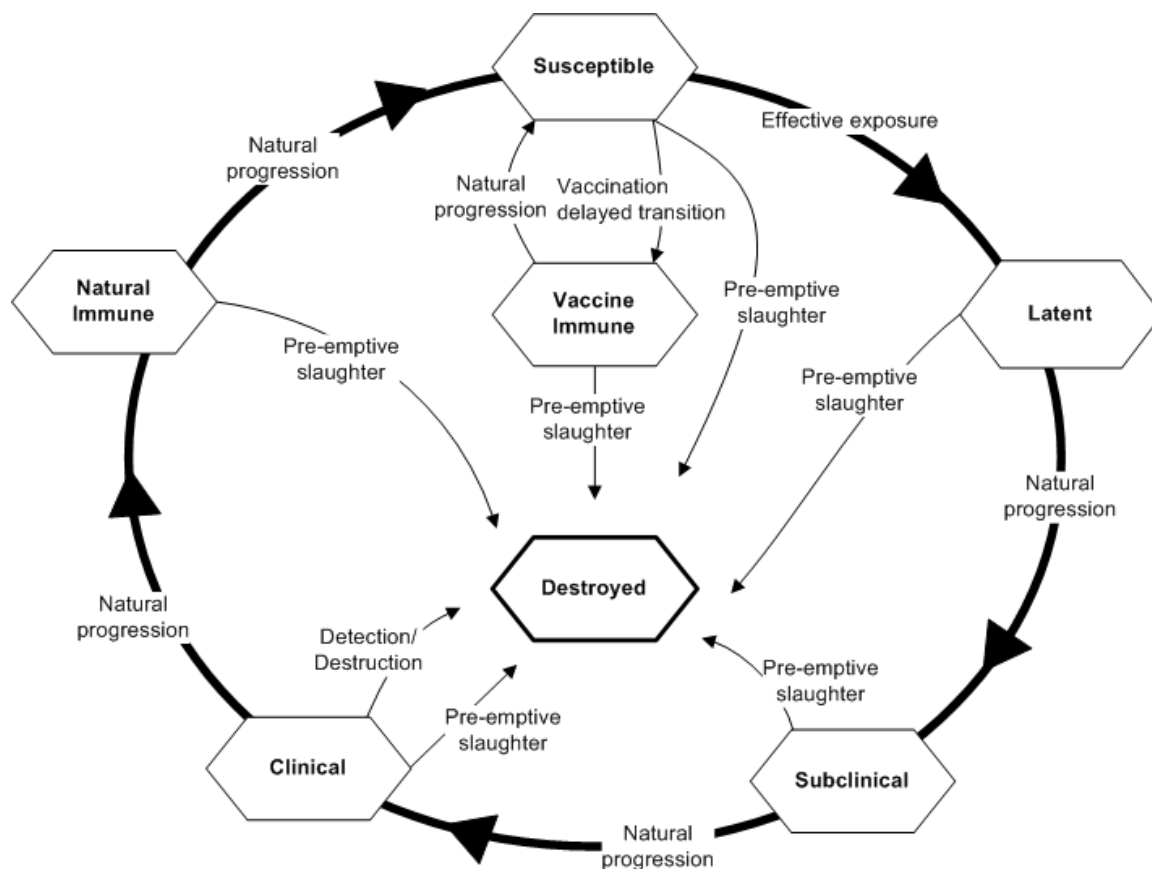 Susceptible
Effective exposure
Natural
progression
Natural
progression
Vaccination
delayed transition
Natural
Immune
Vaccine
Immune
Pre-emptive
slaughter
Latent
Pre-emptive
slaughter
Pre-emptive
slaughter
Pre-emptive
slaughter
Natural
progression
Destroyed
Natural
progression
Detection/
Destruction
Pre-emptive
slaughter
Pre-emptive
slaughter
Clinical
Subclinical
Natural
progression